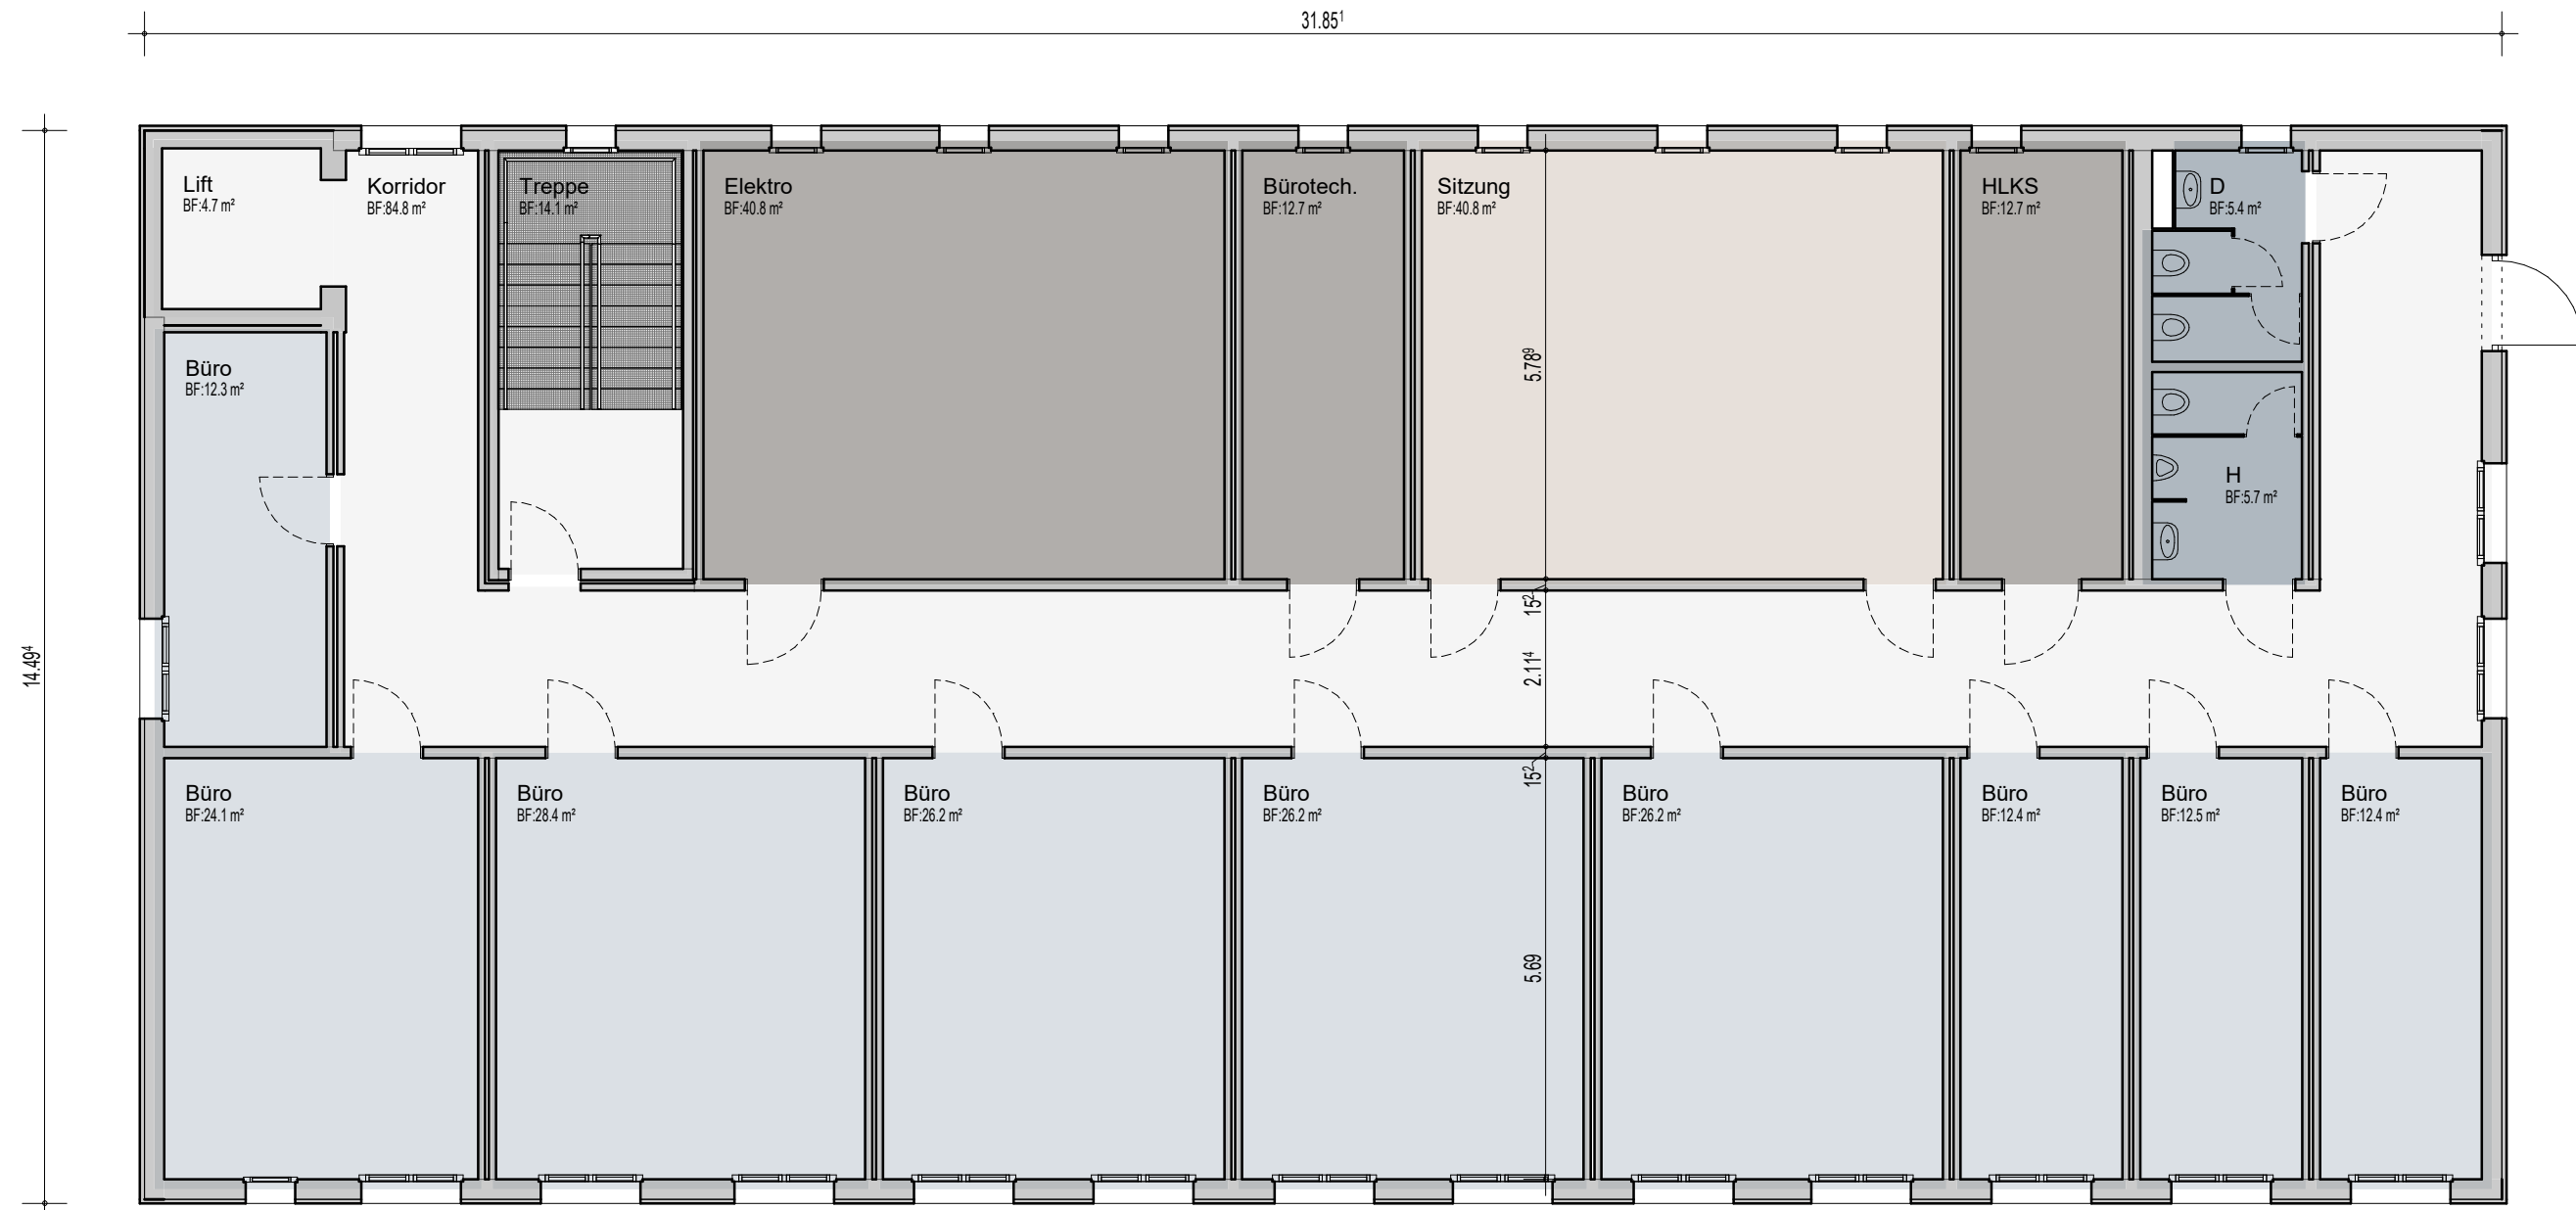 31.85¹
Lift
BF:4.7 m²
Korridor
BF:84.8 m²
Treppe
BF:14.1 m²
Elektro
BF:40.8 m²
Bürotech.
BF:12.7 m²
Sitzung
BF:40.8 m²
HLKS
BF:12.7 m²
D
BF:5.4 m²
Büro
BF:12.3 m²
5.78⁹
H
BF:5.7 m²
15²
14.49⁴
2.11⁴
15²
Büro
BF:24.1 m²
Büro
BF:28.4 m²
Büro
BF:26.2 m²
Büro
BF:26.2 m²
Büro
BF:26.2 m²
Büro
BF:12.4 m²
Büro
BF:12.5 m²
Büro
BF:12.4 m²
5.69